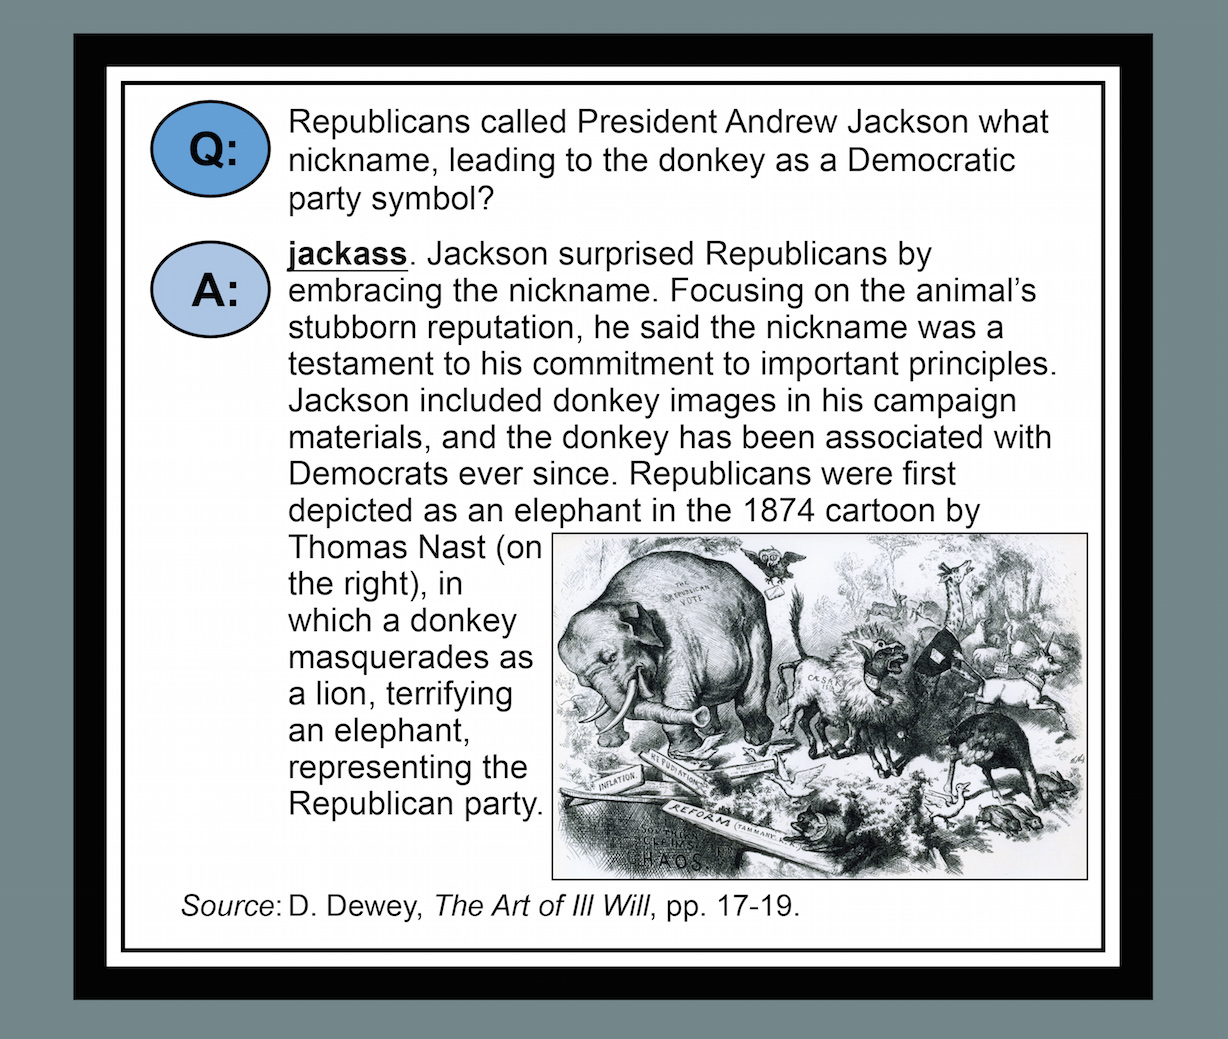 Q:
Republicans called President Andrew Jackson what
nickname, leading to the donkey as a Democratic
party symbol?
A:
jackass. Jackson surprised Republicans by
embracing the nickname. Focusing on the animal's
stubborn reputation, he said the nickname was a
testament to his commitment to important principles.
Jackson included donkey images in his campaign
materials, and the donkey has been associated with
Democrats ever since. Republicans were first
depicted as an elephant in the 1874 cartoon by
Thomas Nast (on
the right), in
which a donkey
masquerades as
a lion, terrifying
an elephant,
representing the
Republican party.
THE
REPUBLICAN
VOTE
CÆSARISM
INFLATION.
REPUDIATION
REFORM (TAMMANY
CHAOS.
Source: D. Dewey, The Art of Ill Will, pp. 17-19.